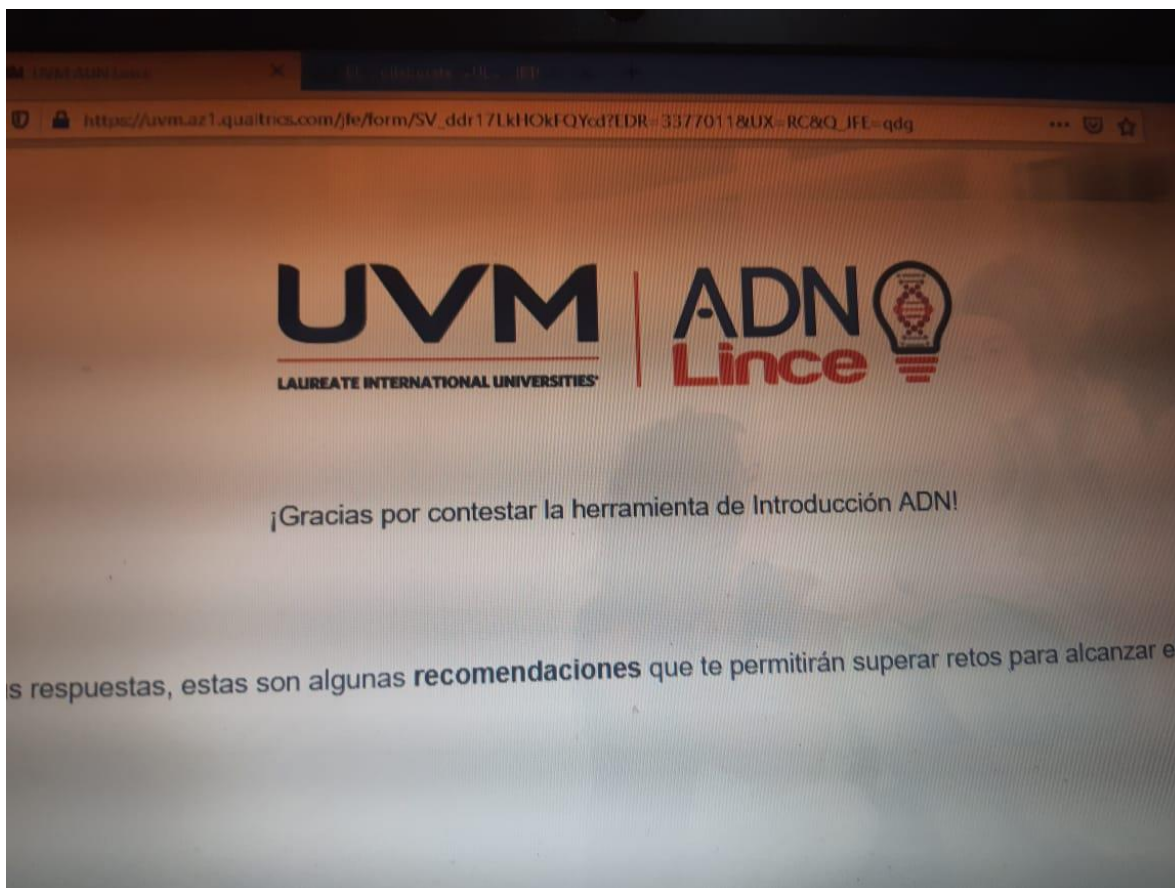 https://uvm.az1.qualtrics.com/jfe/form/SV_ddr17LkHOkFQYcd?EDR=3377011&UX=RC&Q_JFE=qdg
UVM
LAUREATE INTERNATIONAL UNIVERSITIES
ADN
Lince
¡Gracias por contestar la herramienta de Introducción ADN!
s respuestas, estas son algunas recomendaciones que te permitirán superar retos para alcanzar e